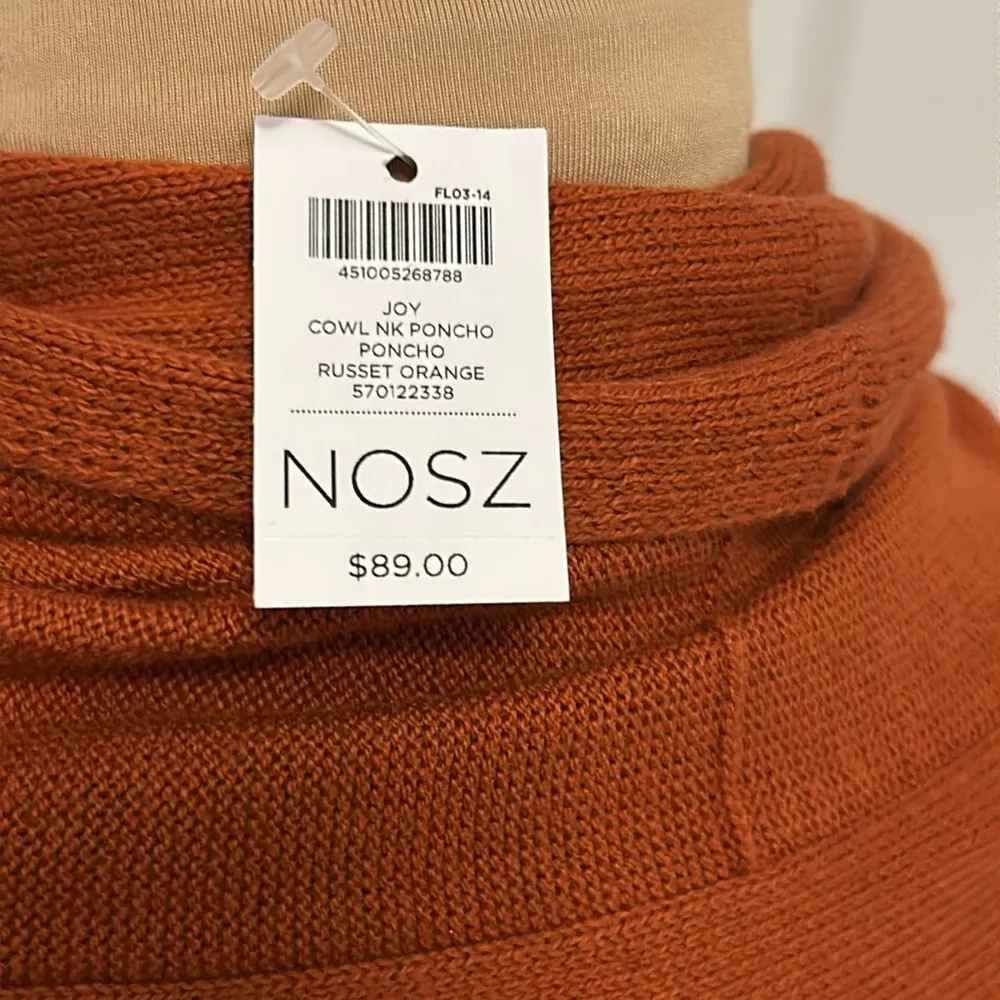 FL03-14
451005268788
JOY
COWL NK PONCHO
PONCHO
RUSSET ORANGE
570122338
NOSZ
$89.00